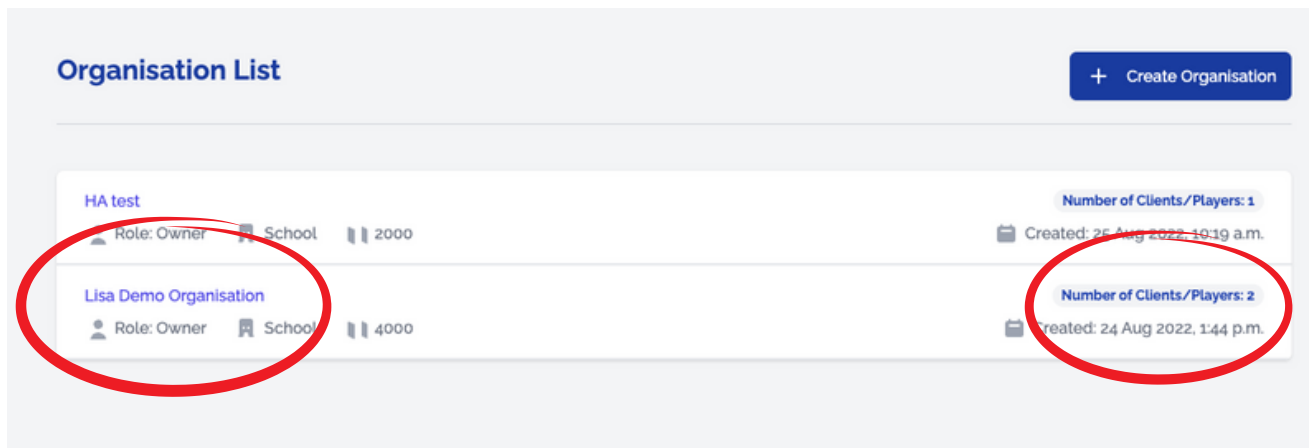 Organisation List
+ Create Organisation
HA test
Number of Clients/Players: 1
Role: Owner School 2000
Created: 25 Aug 2022, 10:19 a.m.
Lisa Demo Organisation
Number of Clients/Players: 2
Role: Owner School 4000
Created: 24 Aug 2022, 1:44 p.m.